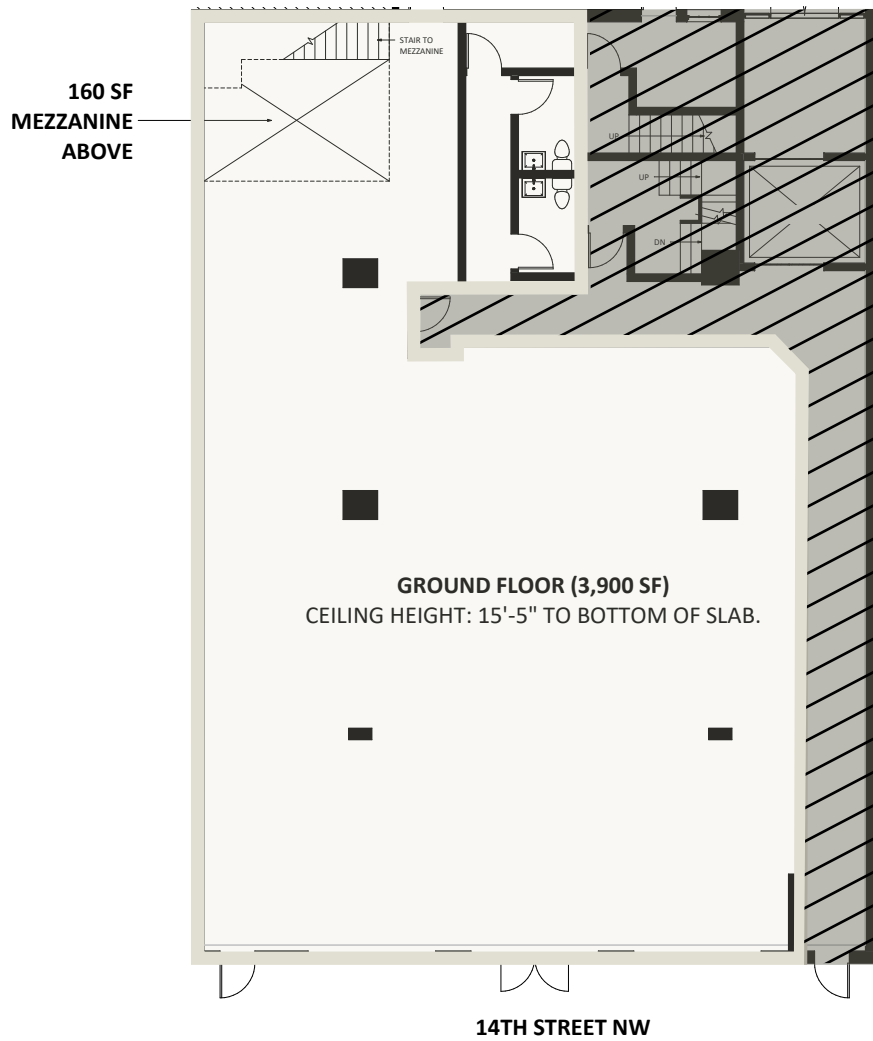 STAIR TO
MEZZANINE
160 SF
MEZZANINE
ABOVE
UP
UP
DN
GROUND FLOOR (3,900 SF)
CEILING HEIGHT: 15'-5" TO BOTTOM OF SLAB.
14TH STREET NW